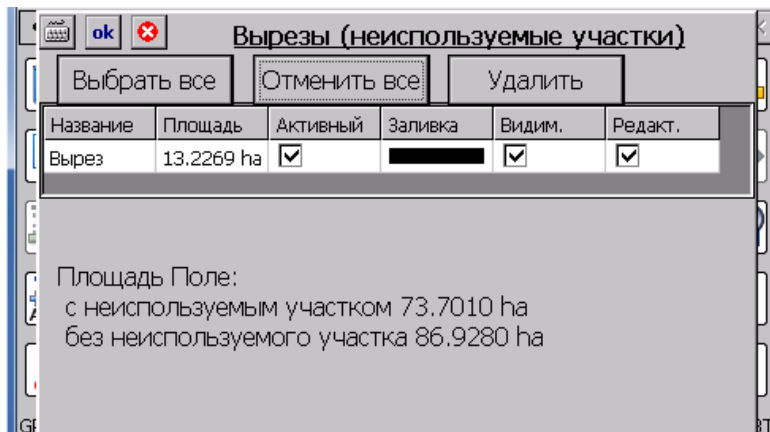 ok
Вырезы (неиспользуемые участки)
Выбрать все Отменить все Удалить
Название Площадь Активный Заливка Видим. Редакт.
Вырез 13.2269 ha
Площадь Поле:
с неиспользуемым участком 73.7010 ha
без неиспользуемого участка 86.9280 ha